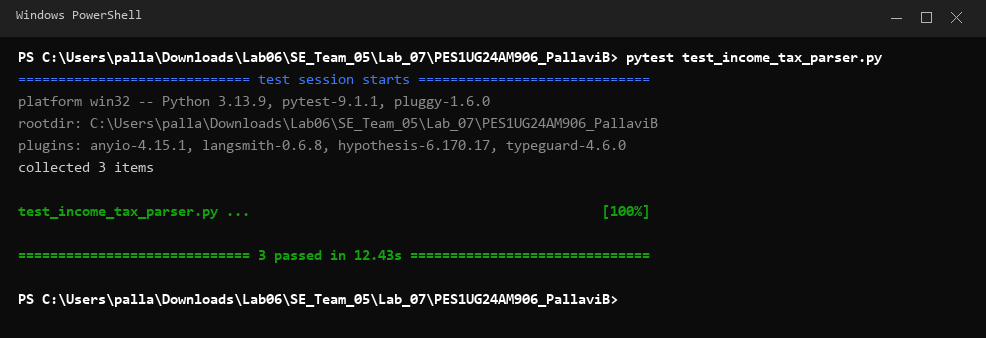 Windows PowerShell
PS C:\Users\palla\Downloads\Lab06\SE_Team_05\Lab_07\PES1UG24AM906_PallaviB> pytest test_income_tax_parser.py
============================= test session starts =============================
platform win32 -- Python 3.13.9, pytest-9.1.1, pluggy-1.6.0
rootdir: C:\Users\palla\Downloads\Lab06\SE_Team_05\Lab_07\PES1UG24AM906_PallaviB
plugins: anyio-4.15.1, langsmith-0.6.8, hypothesis-6.170.17, typeguard-4.6.0
collected 3 items
test_income_tax_parser.py ... [100%]
============================= 3 passed in 12.43s ==============================
PS C:\Users\palla\Downloads\Lab06\SE_Team_05\Lab_07\PES1UG24AM906_PallaviB>